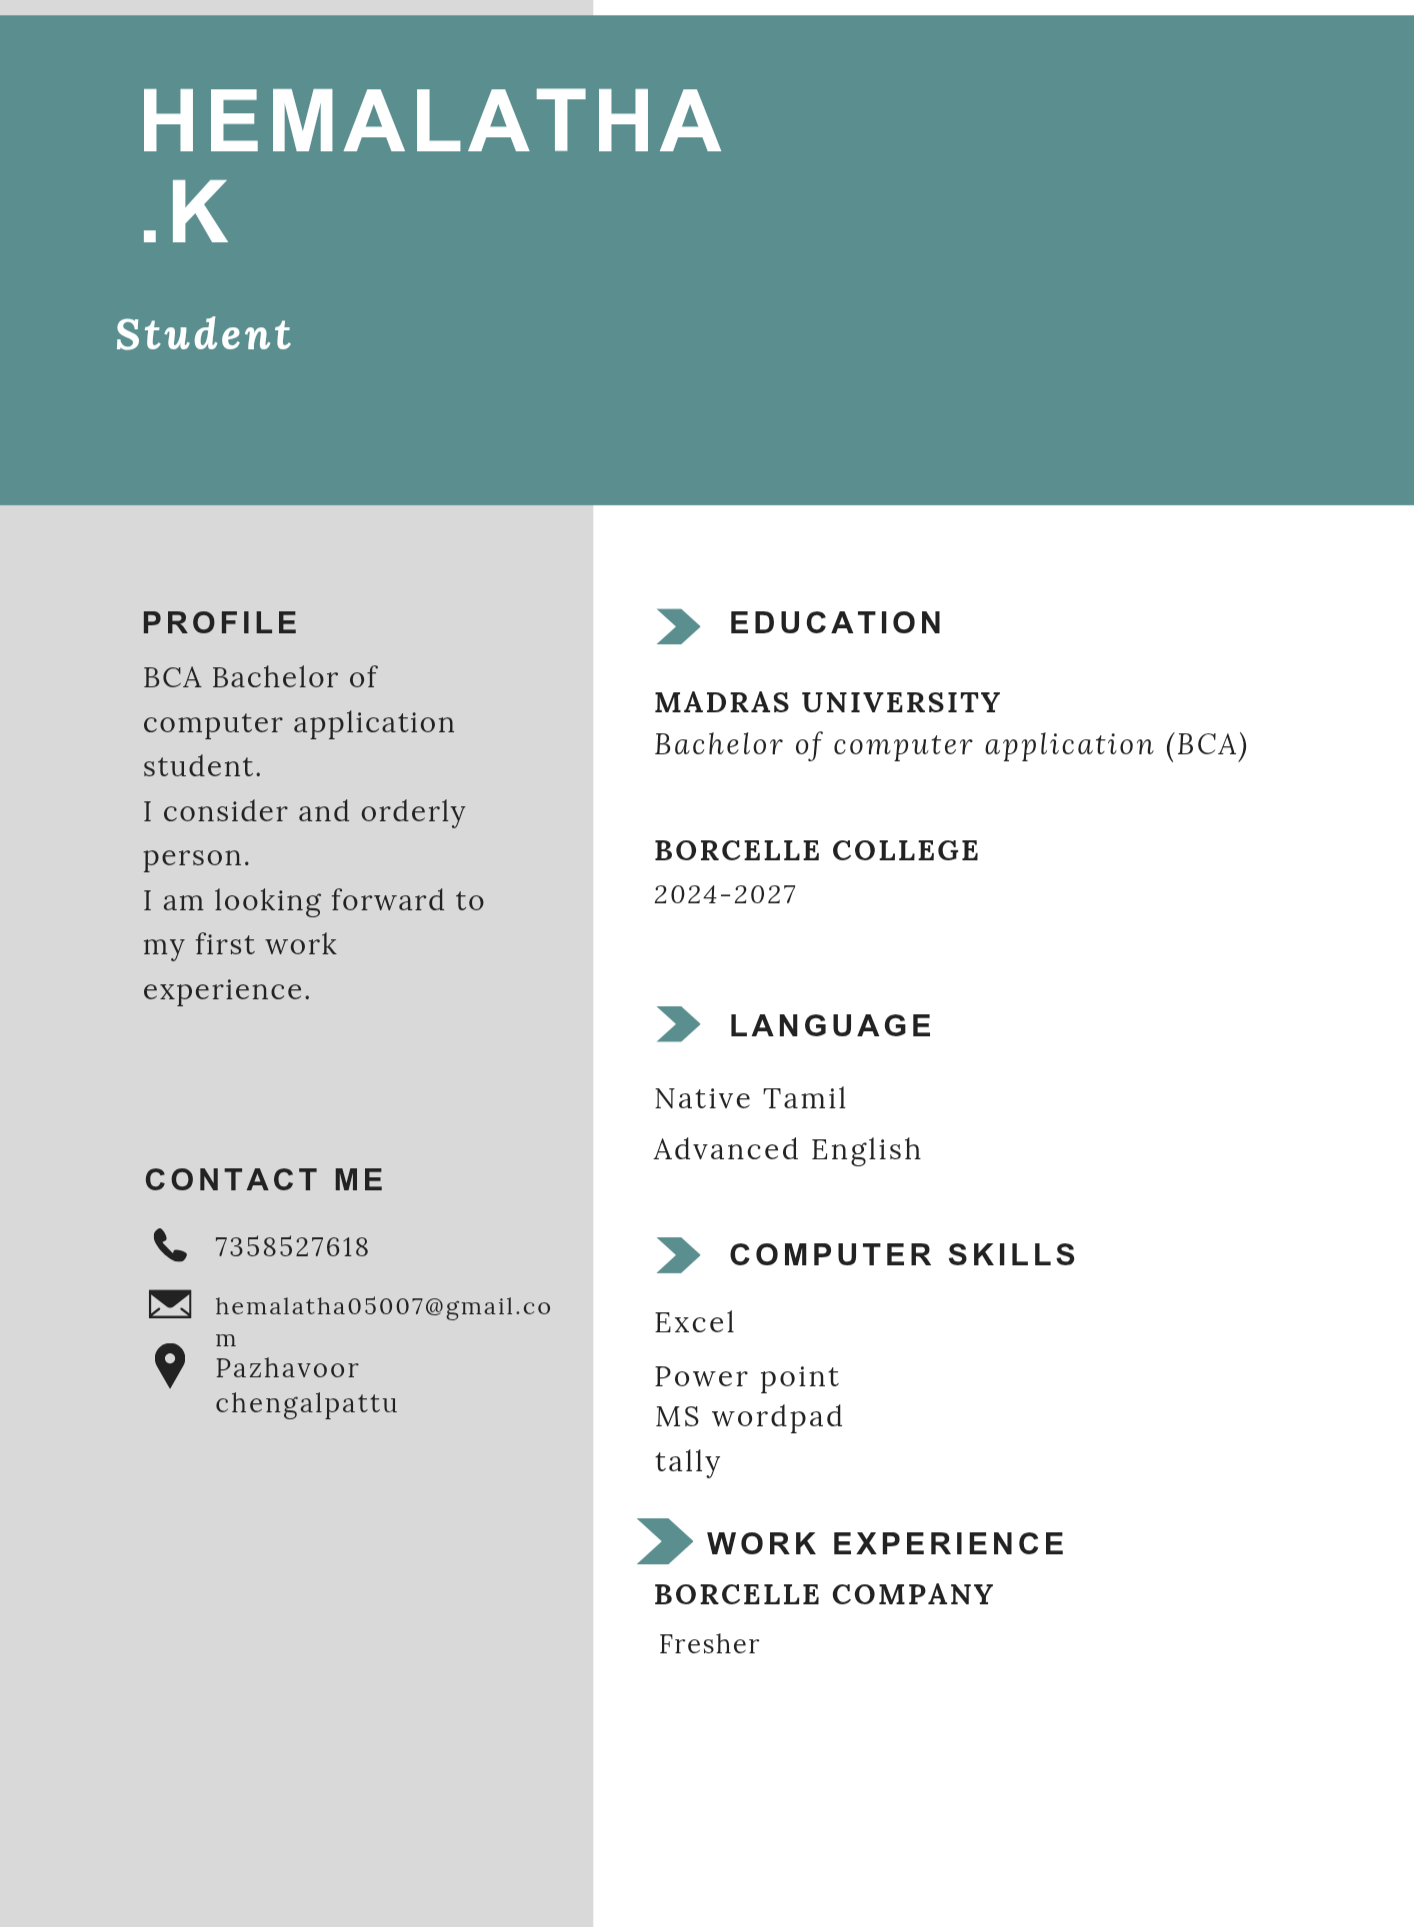 HEMALATHA
.K
Student
PROFILE
BCA Bachelor of
computer application
student.
I consider and orderly
person.
I am looking forward to
my first work
experience.
CONTACT ME
7358527618
hemalatha05007@gmail.co
m
Pazhavoor
chengalpattu
EDUCATION
MADRAS UNIVERSITY
Bachelor of computer application (BCA)
BORCELLE COLLEGE
2024-2027
LANGUAGE
Native Tamil
Advanced English
COMPUTER SKILLS
Excel
Power point
MS wordpad
tally
WORK EXPERIENCE
BORCELLE COMPANY
Fresher